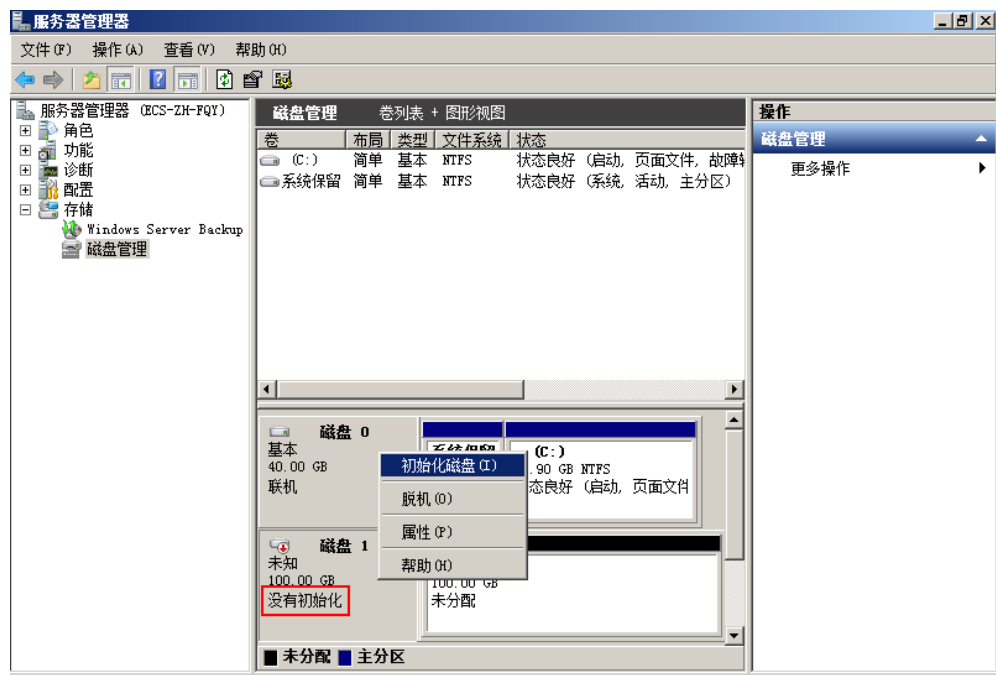 服务器管理器
文件(F) 操作(A) 查看(V) 帮助(H)
服务器管理器 (ECS-ZH-FQY)
角色
功能
诊断
配置
存储
Windows Server Backup
磁盘管理
磁盘管理 卷列表 + 图形视图
卷 布局 类型 文件系统 状态
(C:) 简单 基本 NTFS 状态良好 (启动, 页面文件, 故障转
系统保留 简单 基本 NTFS 状态良好 (系统, 活动, 主分区)
磁盘 0
基本
40.00 GB
联机
系统保留
(C:)
.90 GB NTFS
态良好 (启动, 页面文件
初始化磁盘(I)
脱机(O)
属性(P)
帮助(H)
磁盘 1
未知
100.00 GB
没有初始化
100.00 GB
未分配
未分配 主分区
操作
磁盘管理
更多操作